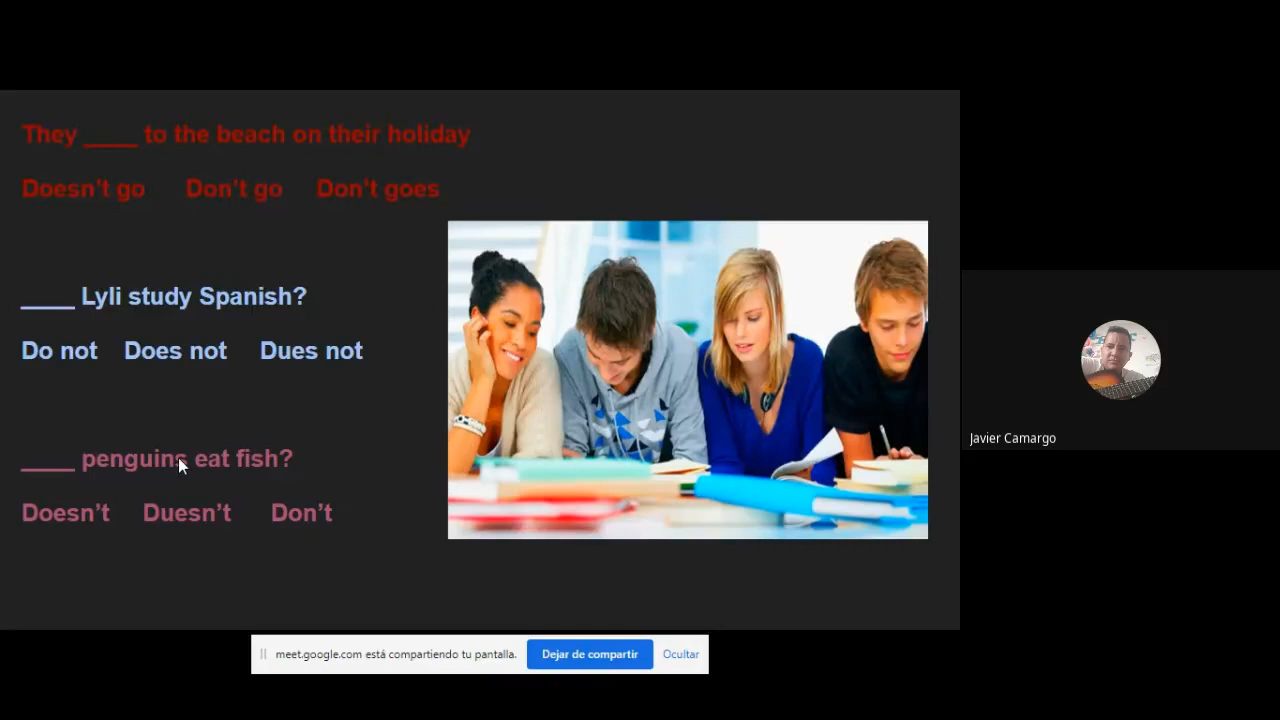 They ____ to the beach on their holiday
Doesn't go Don't go Don't goes
____ Lyli study Spanish?
Do not Does not Dues not
____ penguins eat fish?
Doesn't Duesn't Don't
Javier Camargo
meet.google.com está compartiendo tu pantalla. Dejar de compartir Ocultar